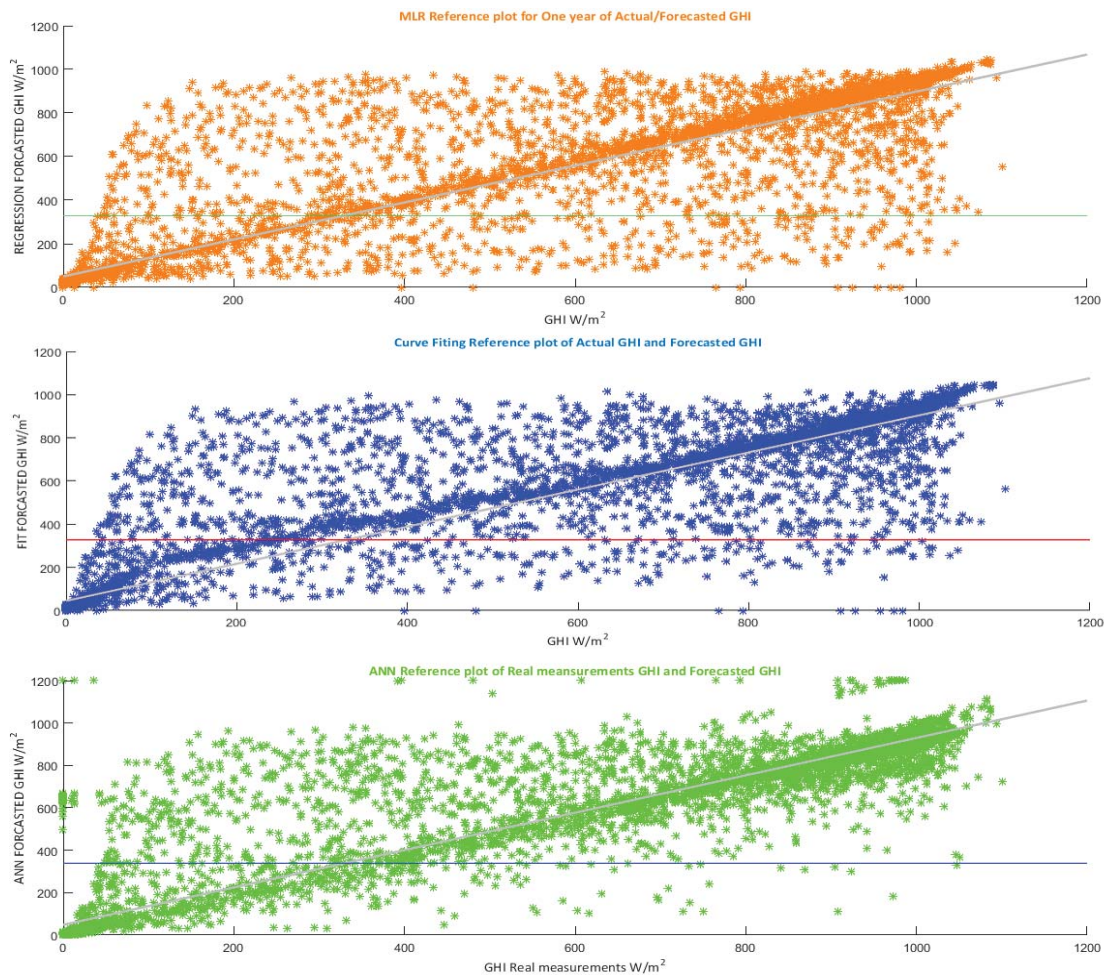 MLR Reference plot for One year of Actual/Forecasted GHI
REGRESSION FORCASTED GHI W/m²
1200
1000
800
600
400
200
0
0 200 400 600 800 1000 1200
GHI W/m²
Curve Fiting Reference plot of Actual GHI and Forecasted GHI
FIT FORCASTED GHI W/m²
1200
1000
800
600
400
200
0
0 200 400 600 800 1000 1200
GHI W/m²
ANN Reference plot of Real meansurements GHI and Forecasted GHI
ANN FORCASTED GHI W/m²
1200
1000
800
600
400
200
0
0 200 400 600 800 1000 1200
GHI Real measurements W/m²